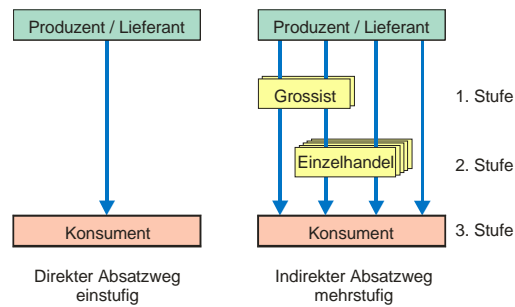 Produzent / Lieferant
Produzent / Lieferant
Grossist
1. Stufe
Einzelhandel
2. Stufe
Konsument
Konsument
3. Stufe
Direkter Absatzweg
einstufig
Indirekter Absatzweg
mehrstufig